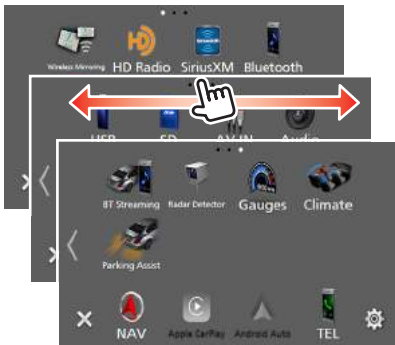 Wireless Mirroring HD Radio SiriusXM Bluetooth
USB SD AV-IN Audio
BT Streaming Radar Detector Gauges Climate
Parking Assist
NAV Apple CarPlay Android Auto TEL